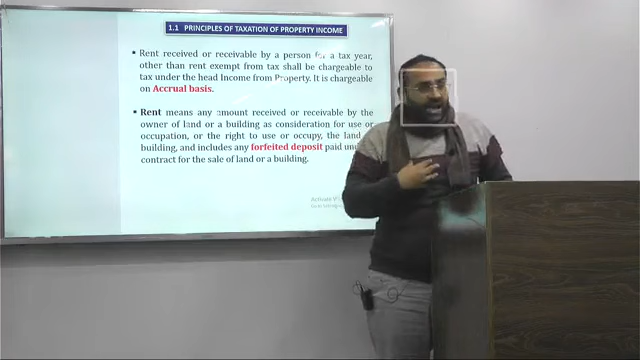 1.1 PRINCIPLES OF TAXATION OF PROPERTY INCOME
▪ Rent received or receivable by a person for a tax year,
other than rent exempt from tax shall be chargeable to
tax under the head Income from Property. It is chargeable
on Accrual basis.
▪ Rent means any amount received or receivable by the
owner of land or a building as consideration for use or
occupation, or the right to use or occupy, the land
building, and includes any forfeited deposit paid
contract for the sale of land or a building.
Activate